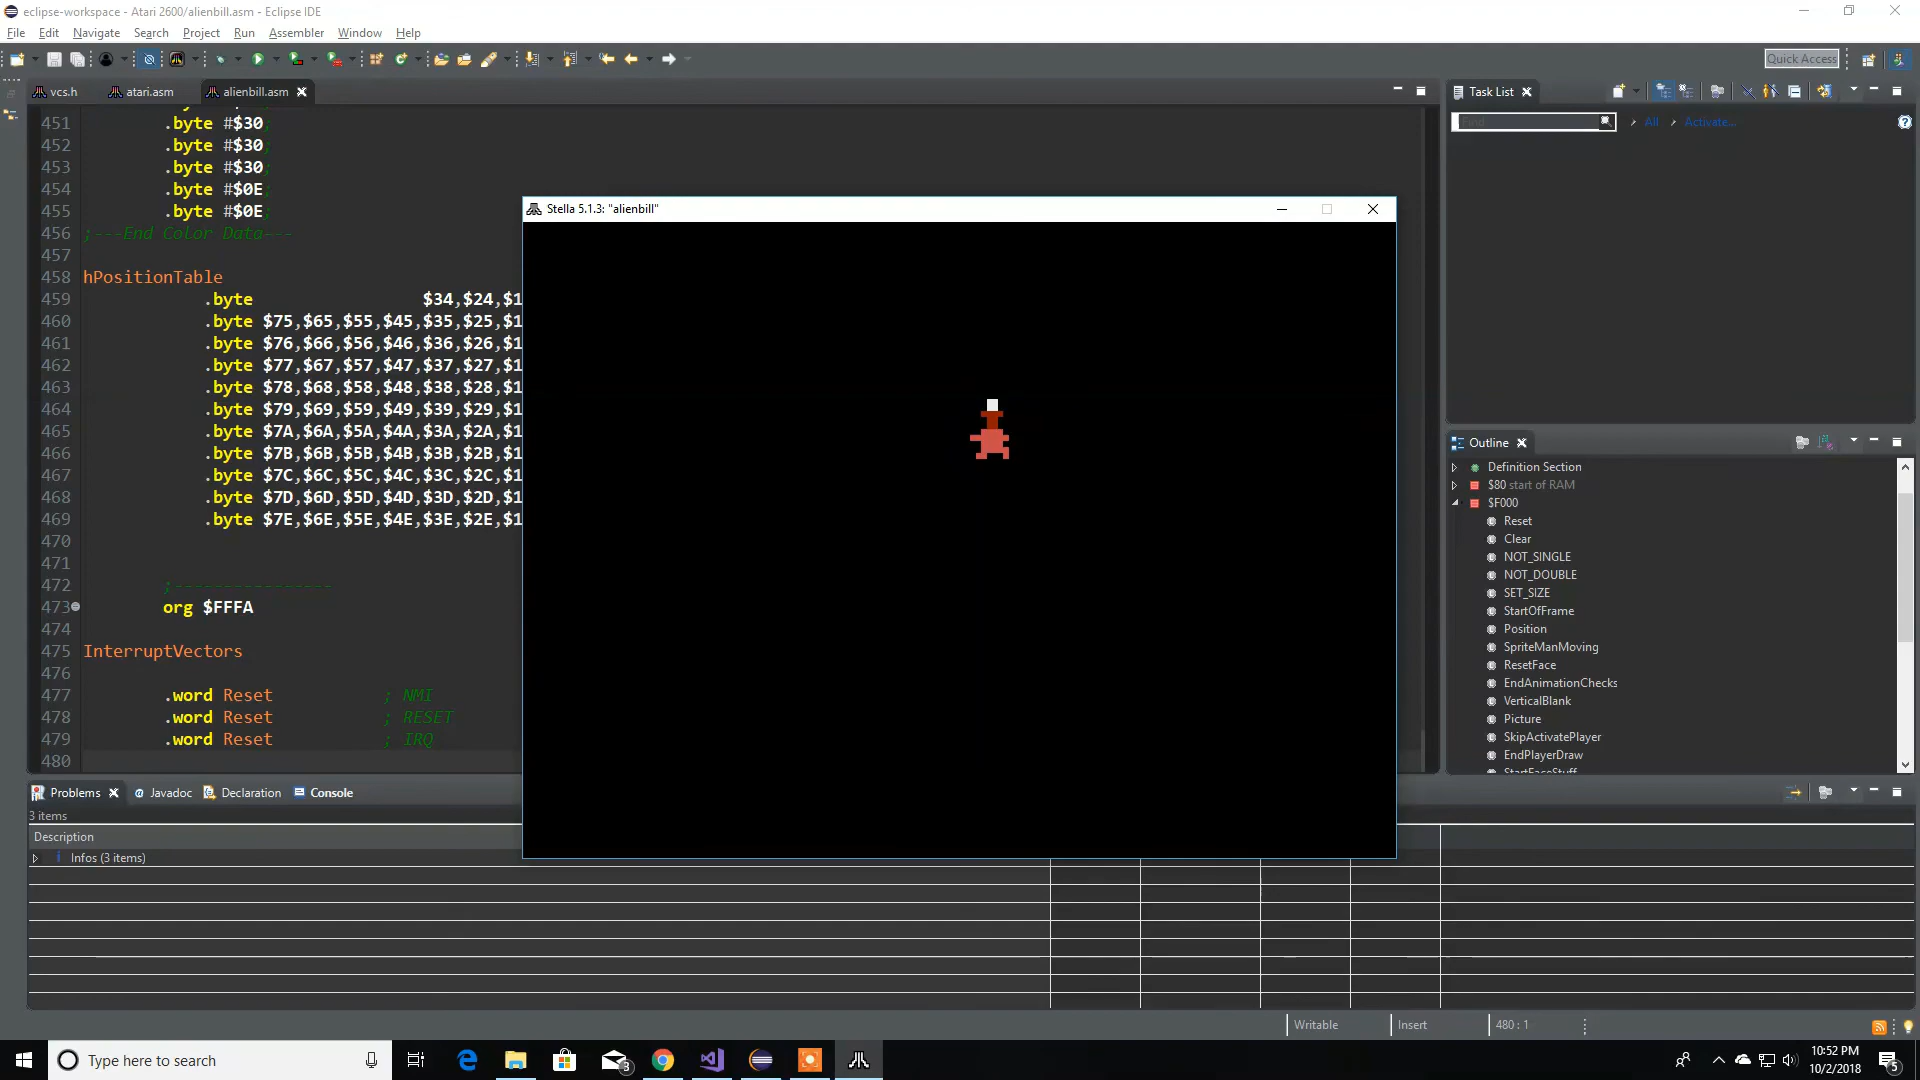 eclipse-workspace - Atari 2600/alienbill.asm - Eclipse IDE
File Edit Navigate Search Project Run Assembler Window Help
Quick Access
vcs.h atari.asm alienbill.asm
Task List
Find
All Activate...
451 .byte #$30;
452 .byte #$30;
453 .byte #$30;
454 .byte #$0E;
455 .byte #$0E;
456 ;---End Color Data---
457
458 hPositionTable
459 .byte $34,$24,$1
460 .byte $75,$65,$55,$45,$35,$25,$1
461 .byte $76,$66,$56,$46,$36,$26,$1
462 .byte $77,$67,$57,$47,$37,$27,$1
463 .byte $78,$68,$58,$48,$38,$28,$1
464 .byte $79,$69,$59,$49,$39,$29,$1
465 .byte $7A,$6A,$5A,$4A,$3A,$2A,$1
466 .byte $7B,$6B,$5B,$4B,$3B,$2B,$1
467 .byte $7C,$6C,$5C,$4C,$3C,$2C,$1
468 .byte $7D,$6D,$5D,$4D,$3D,$2D,$1
469 .byte $7E,$6E,$5E,$4E,$3E,$2E,$1
470
471
472 ;----------------
473 org $FFFA
474
475 InterruptVectors
476
477 .word Reset ; NMI
478 .word Reset ; RESET
479 .word Reset ; IRQ
480
Stella 5.1.3: "alienbill"
Outline
Definition Section
$80 start of RAM
$F000
Reset
Clear
NOT_SINGLE
NOT_DOUBLE
SET_SIZE
StartOfFrame
Position
SpriteManMoving
ResetFace
EndAnimationChecks
VerticalBlank
Picture
SkipActivatePlayer
EndPlayerDraw
StartFaceStuff
Problems Javadoc Declaration Console
3 items
Description
Infos (3 items)
Writable Insert 480 : 1
Type here to search
3
10:52 PM
10/2/2018
5